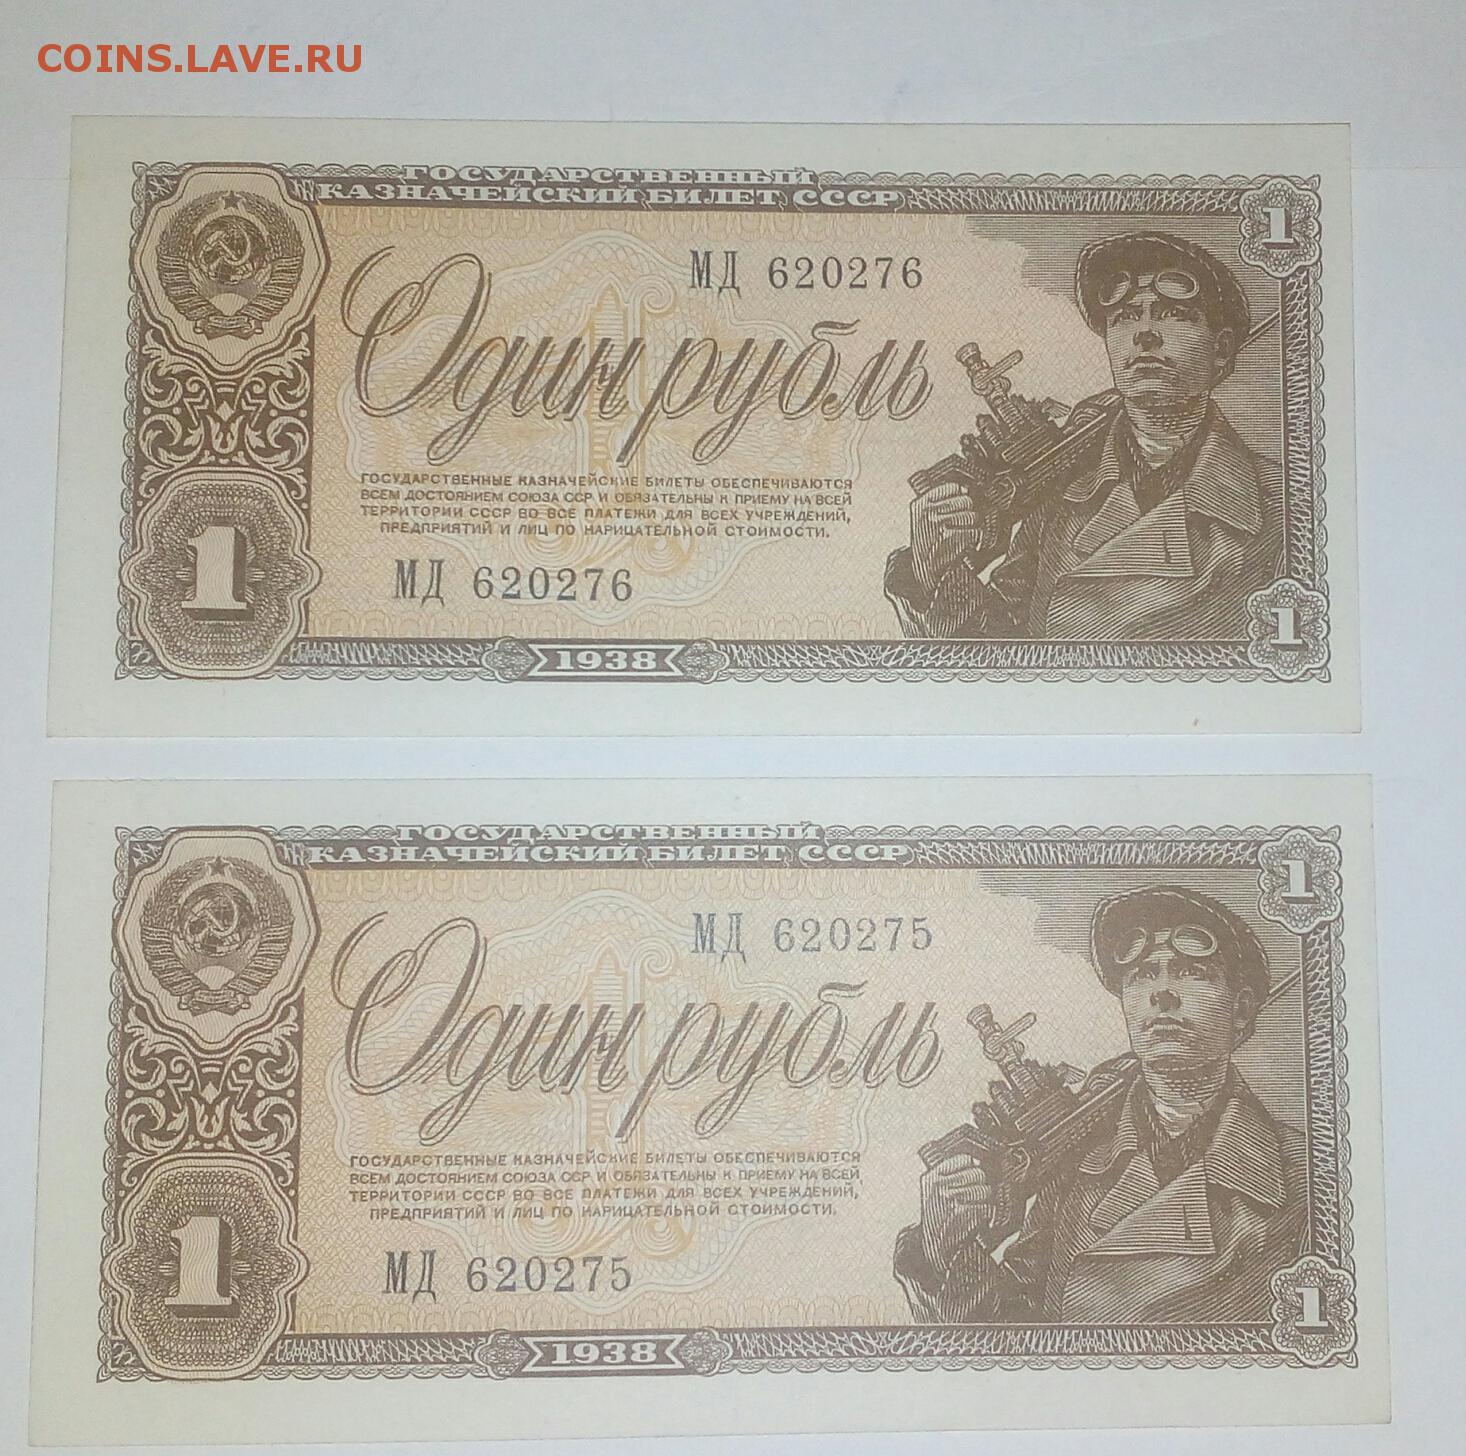 COINS.LAVE.RU
ГОСУДАРСТВЕННЫЙ
КАЗНАЧЕЙСКИЙ БИЛЕТ СССР
1
МД 620276
Один рубль
ГОСУДАРСТВЕННЫЕ КАЗНАЧЕЙСКИЕ БИЛЕТЫ ОБЕСПЕЧИВАЮТСЯ
ВСЕМ ДОСТОЯНИЕМ СОЮЗА ССР И ОБЯЗАТЕЛЬНЫ К ПРИЕМУ НА ВСЕЙ
ТЕРРИТОРИИ СССР ВО ВСЕ ПЛАТЕЖИ ДЛЯ ВСЕХ УЧРЕЖДЕНИЙ,
ПРЕДПРИЯТИЙ И ЛИЦ ПО НАРИЦАТЕЛЬНОЙ СТОИМОСТИ.
1
МД 620276
1
1938
ГОСУДАРСТВЕННЫЙ
КАЗНАЧЕЙСКИЙ БИЛЕТ СССР
1
МД 620275
Один рубль
ГОСУДАРСТВЕННЫЕ КАЗНАЧЕЙСКИЕ БИЛЕТЫ ОБЕСПЕЧИВАЮТСЯ
ВСЕМ ДОСТОЯНИЕМ СОЮЗА ССР И ОБЯЗАТЕЛЬНЫ К ПРИЕМУ НА ВСЕЙ
ТЕРРИТОРИИ СССР ВО ВСЕ ПЛАТЕЖИ ДЛЯ ВСЕХ УЧРЕЖДЕНИЙ,
ПРЕДПРИЯТИЙ И ЛИЦ ПО НАРИЦАТЕЛЬНОЙ СТОИМОСТИ.
1
МД 620275
1
1938